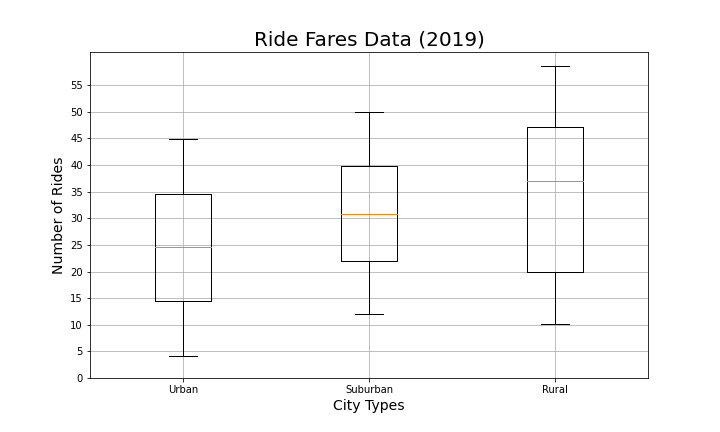 Ride Fares Data (2019)
Number of Rides
55
50
45
40
35
30
25
20
15
10
5
0
Urban
Suburban
Rural
City Types